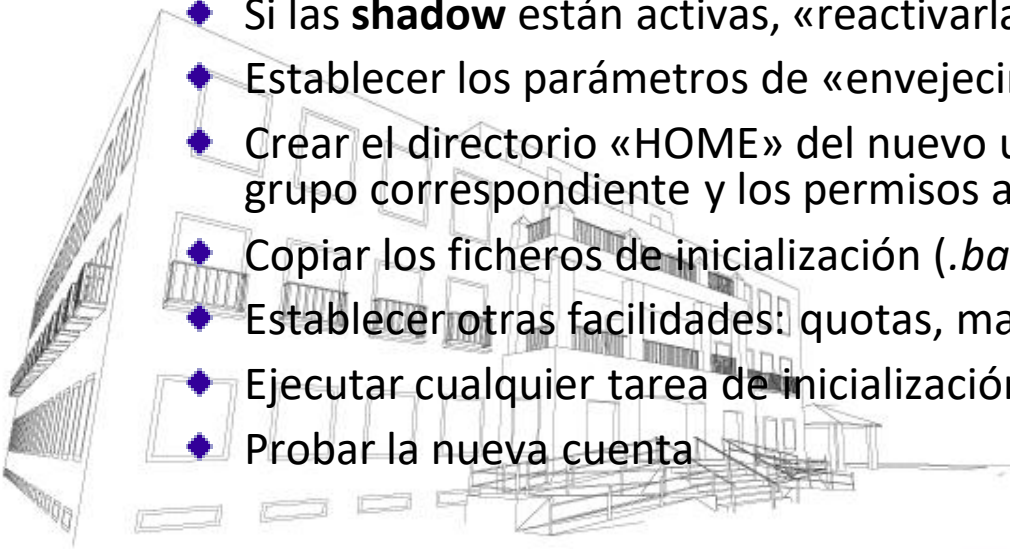 Si las shadow están activas, «reactivarla
Establecer los parámetros de «envejeci
Crear el directorio «HOME» del nuevo u
grupo correspondiente y los permisos a
Copiar los ficheros de inicialización (.ba
Establecer otras facilidades: quotas, ma
Ejecutar cualquier tarea de inicialización
Probar la nueva cuenta